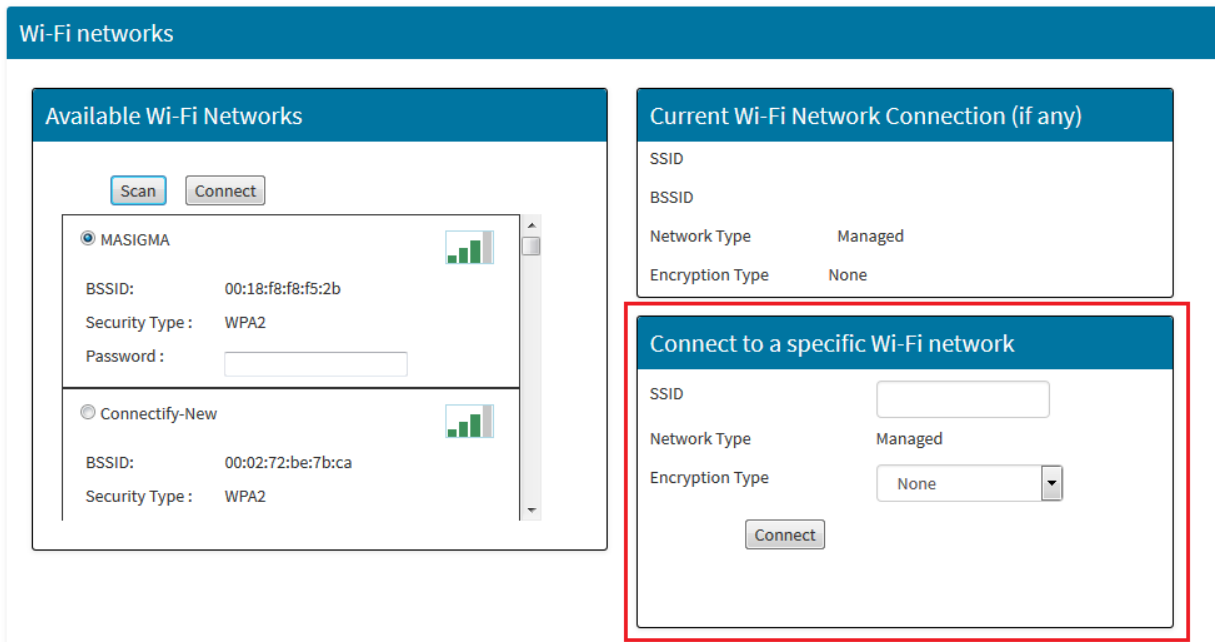 Wi-Fi networks
Available Wi-Fi Networks
Scan Connect
MASIGMA
BSSID: 00:18:f8:f8:f5:2b
Security Type : WPA2
Password :
Connectify-New
BSSID: 00:02:72:be:7b:ca
Security Type : WPA2
Current Wi-Fi Network Connection (if any)
SSID
BSSID
Network Type Managed
Encryption Type None
Connect to a specific Wi-Fi network
SSID
Network Type Managed
Encryption Type None
Connect